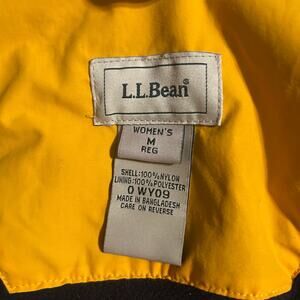 L.L.Bean®
WOMEN'S
M
REG
SHELL:100%NYLON
LINING:100%POLYESTER
0 WY09
MADE IN BANGLADESH
CARE ON REVERSE